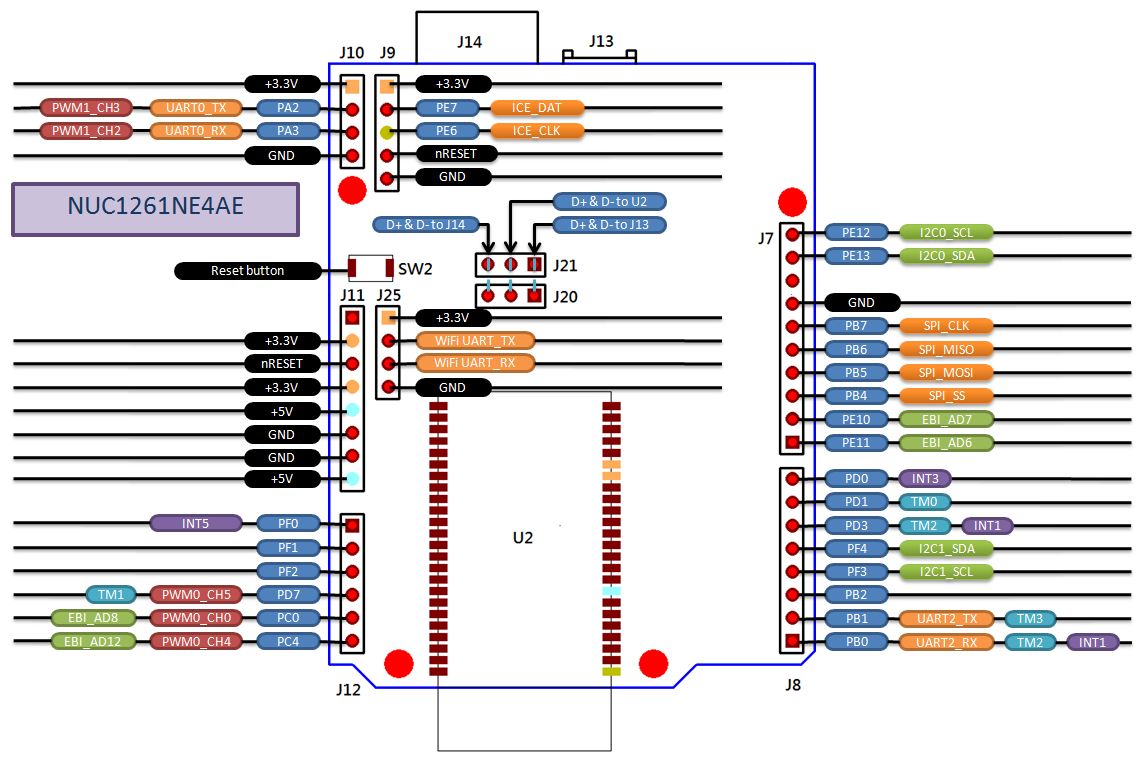 J14
J13
J10 J9
+3.3V +3.3V
PWM1_CH3 UART0_TX PA2 PE7 ICE_DAT
PWM1_CH2 UART0_RX PA3 PE6 ICE_CLK
GND nRESET
GND
NUC1261NE4AE
D+ & D- to U2
D+ & D- to J14 D+ & D- to J13
J7 PE12 I2C0_SCL
PE13 I2C0_SDA
Reset button SW2 J21
J11 J25 J20
GND
+3.3V
PB7 SPI_CLK
+3.3V WiFi UART_TX PB6 SPI_MISO
nRESET WiFi UART_RX PB5 SPI_MOSI
+3.3V GND PB4 SPI_SS
+5V PE10 EBI_AD7
GND PE11 EBI_AD6
GND
+5V PD0 INT3
PD1 TM0
INT5 PF0 PD3 TM2 INT1
U2
PF1 PF4 I2C1_SDA
PF2 PF3 I2C1_SCL
TM1 PWM0_CH5 PD7 PB2
EBI_AD8 PWM0_CH0 PC0 PB1 UART2_TX TM3
EBI_AD12 PWM0_CH4 PC4 PB0 UART2_RX TM2 INT1
J12 J8